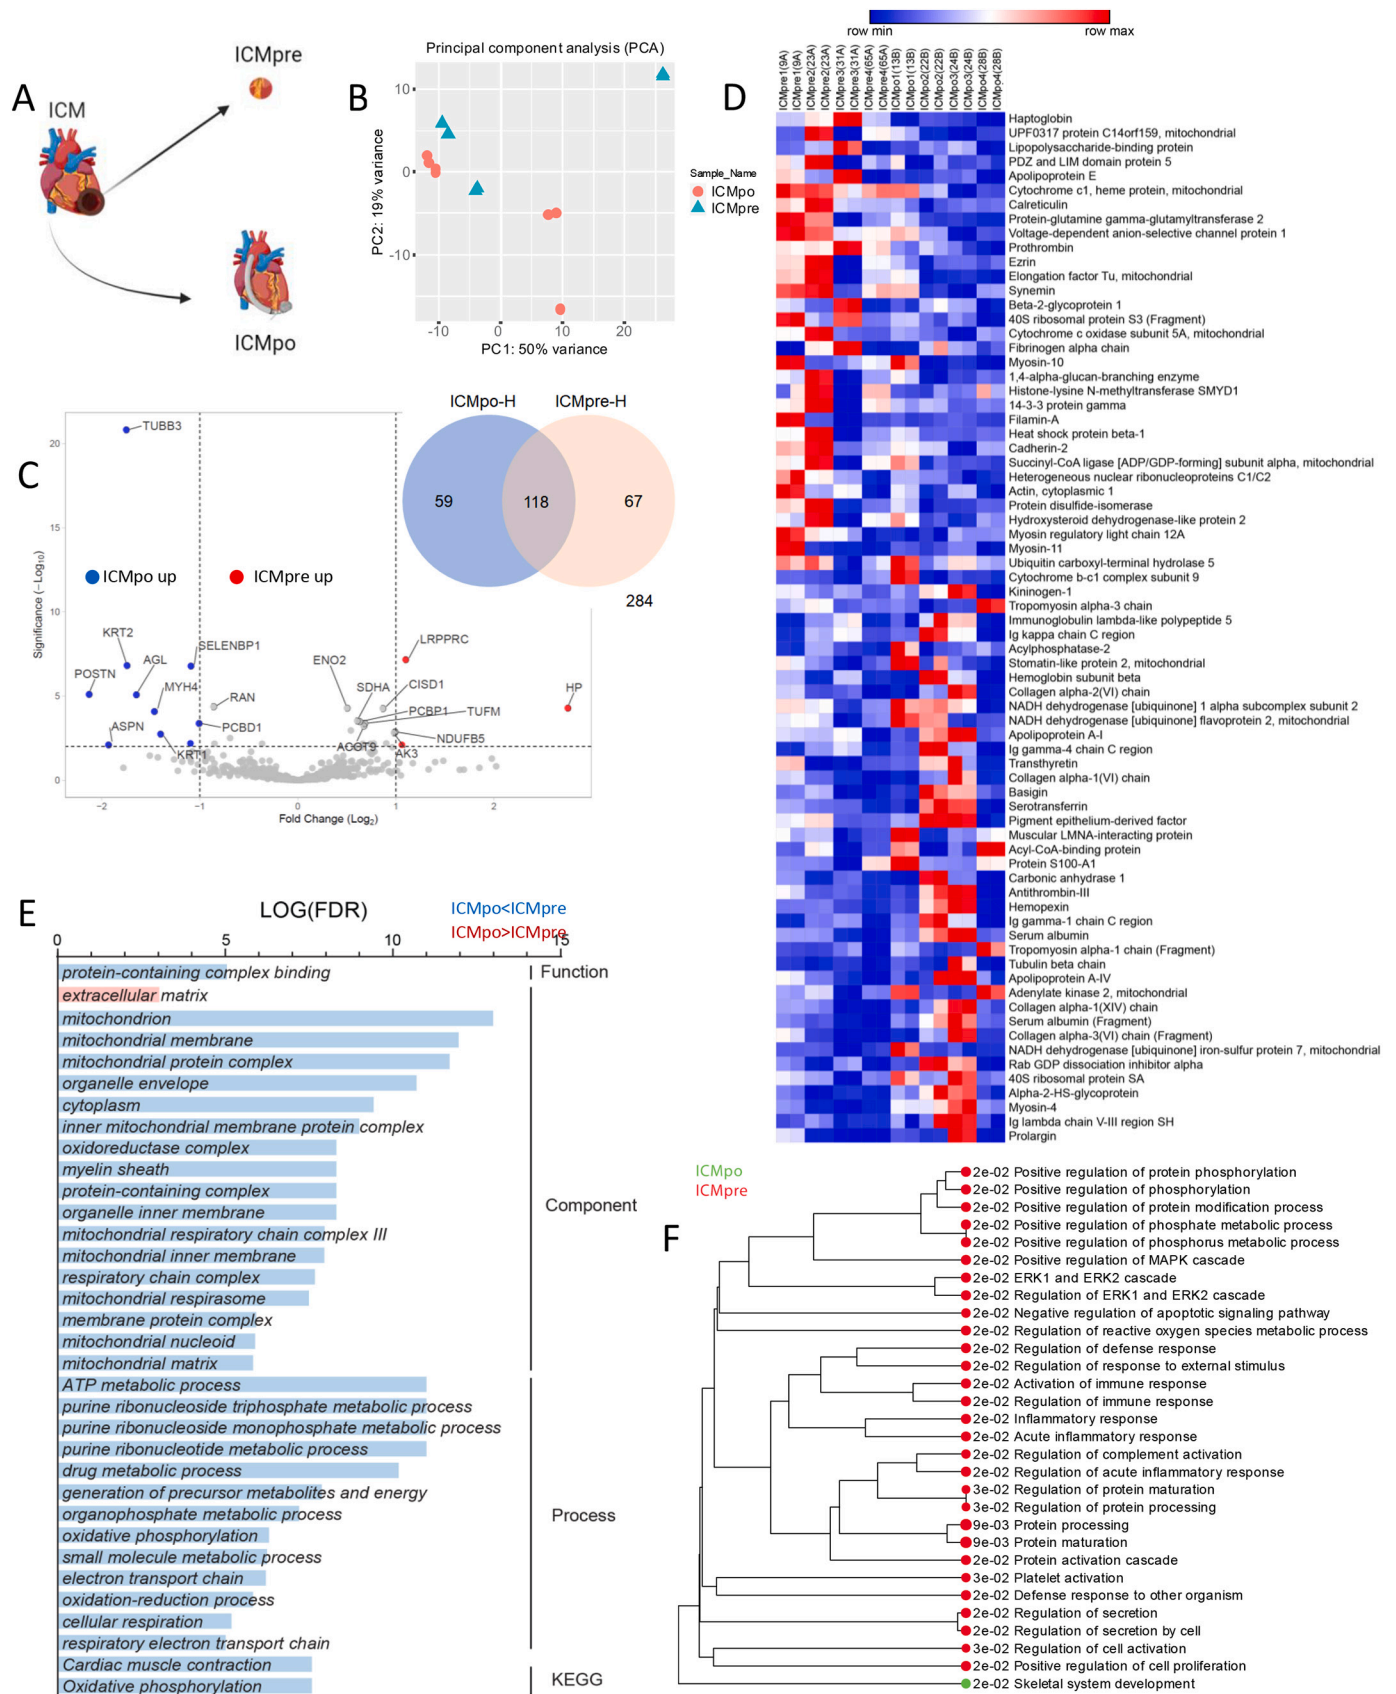 A
ICM
ICMpre
ICMpo
B
Principal component analysis (PCA)
10
0
-10
PC2: 19% variance
-10
0
10
20
PC1: 50% variance
Sample_Name
ICMpo
ICMpre
C
ICMpo-H
ICMpre-H
59
118
67
284
TUBB3
ICMpo up
ICMpre up
KRT2
SELENBP1
AGL
POSTN
MYH4
RAN
ASPN
PCBD1
KRT1
ENO2
LRPPRC
SDHA
CISD1
HP
PCBP1
TUFM
ACOT9
NDUFB5
AK3
20
15
10
5
0
Significance (−Log10)
−2
−1
0
1
2
Fold Change (Log2)
D
row min
row max
ICMpre1(9A)
ICMpre1(9A)
ICMpre2(23A)
ICMpre2(23A)
ICMpre3(31A)
ICMpre3(31A)
ICMpre4(65A)
ICMpre4(65A)
ICMpo1(13B)
ICMpo1(13B)
ICMpo2(22B)
ICMpo2(22B)
ICMpo3(24B)
ICMpo3(24B)
ICMpo4(28B)
ICMpo4(28B)
Haptoglobin
UPF0317 protein C14orf159, mitochondrial
Lipopolysaccharide-binding protein
PDZ and LIM domain protein 5
Apolipoprotein E
Cytochrome c1, heme protein, mitochondrial
Calreticulin
Protein-glutamine gamma-glutamyltransferase 2
Voltage-dependent anion-selective channel protein 1
Prothrombin
Ezrin
Elongation factor Tu, mitochondrial
Synemin
Beta-2-glycoprotein 1
40S ribosomal protein S3 (Fragment)
Cytochrome c oxidase subunit 5A, mitochondrial
Fibrinogen alpha chain
Myosin-10
1,4-alpha-glucan-branching enzyme
Histone-lysine N-methyltransferase SMYD1
14-3-3 protein gamma
Filamin-A
Heat shock protein beta-1
Cadherin-2
Succinyl-CoA ligase [ADP/GDP-forming] subunit alpha, mitochondrial
Heterogeneous nuclear ribonucleoproteins C1/C2
Actin, cytoplasmic 1
Protein disulfide-isomerase
Hydroxysteroid dehydrogenase-like protein 2
Myosin regulatory light chain 12A
Myosin-11
Ubiquitin carboxyl-terminal hydrolase 5
Cytochrome b-c1 complex subunit 9
Kininogen-1
Tropomyosin alpha-3 chain
Immunoglobulin lambda-like polypeptide 5
Ig kappa chain C region
Acylphosphatase-2
Stomatin-like protein 2, mitochondrial
Hemoglobin subunit beta
Collagen alpha-2(VI) chain
NADH dehydrogenase [ubiquinone] 1 alpha subcomplex subunit 2
NADH dehydrogenase [ubiquinone] flavoprotein 2, mitochondrial
Apolipoprotein A-I
Ig gamma-4 chain C region
Transthyretin
Collagen alpha-1(VI) chain
Basigin
Serotransferrin
Pigment epithelium-derived factor
Muscular LMNA-interacting protein
Acyl-CoA-binding protein
Protein S100-A1
Carbonic anhydrase 1
Antithrombin-III
Hemopexin
Ig gamma-1 chain C region
Serum albumin
Tropomyosin alpha-1 chain (Fragment)
Tubulin beta chain
Apolipoprotein A-IV
Adenylate kinase 2, mitochondrial
Collagen alpha-1(XIV) chain
Serum albumin (Fragment)
Collagen alpha-3(VI) chain (Fragment)
NADH dehydrogenase [ubiquinone] iron-sulfur protein 7, mitochondrial
Rab GDP dissociation inhibitor alpha
40S ribosomal protein SA
Alpha-2-HS-glycoprotein
Myosin-4
Ig lambda chain V-III region SH
Prolargin
E
LOG(FDR)
ICMpo<ICMpre
ICMpo>ICMpre
0
5
10
15
protein-containing complex binding
Function
extracellular matrix
mitochondrion
mitochondrial membrane
mitochondrial protein complex
organelle envelope
cytoplasm
inner mitochondrial membrane protein complex
oxidoreductase complex
myelin sheath
protein-containing complex
organelle inner membrane
Component
mitochondrial respiratory chain complex III
mitochondrial inner membrane
respiratory chain complex
mitochondrial respirasome
membrane protein complex
mitochondrial nucleoid
mitochondrial matrix
ATP metabolic process
purine ribonucleoside triphosphate metabolic process
purine ribonucleoside monophosphate metabolic process
purine ribonucleotide metabolic process
drug metabolic process
generation of precursor metabolites and energy
organophosphate metabolic process
Process
oxidative phosphorylation
small molecule metabolic process
electron transport chain
oxidation-reduction process
cellular respiration
respiratory electron transport chain
Cardiac muscle contraction
KEGG
Oxidative phosphorylation
F
ICMpo
ICMpre
2e-02 Positive regulation of protein phosphorylation
2e-02 Positive regulation of phosphorylation
2e-02 Positive regulation of protein modification process
2e-02 Positive regulation of phosphate metabolic process
2e-02 Positive regulation of phosphorus metabolic process
2e-02 Positive regulation of MAPK cascade
2e-02 ERK1 and ERK2 cascade
2e-02 Regulation of ERK1 and ERK2 cascade
2e-02 Negative regulation of apoptotic signaling pathway
2e-02 Regulation of reactive oxygen species metabolic process
2e-02 Regulation of defense response
2e-02 Regulation of response to external stimulus
2e-02 Activation of immune response
2e-02 Regulation of immune response
2e-02 Inflammatory response
2e-02 Acute inflammatory response
2e-02 Regulation of complement activation
2e-02 Regulation of acute inflammatory response
3e-02 Regulation of protein maturation
3e-02 Regulation of protein processing
9e-03 Protein processing
9e-03 Protein maturation
2e-02 Protein activation cascade
3e-02 Platelet activation
2e-02 Defense response to other organism
2e-02 Regulation of secretion
2e-02 Regulation of secretion by cell
3e-02 Regulation of cell activation
2e-02 Positive regulation of cell proliferation
2e-02 Skeletal system development